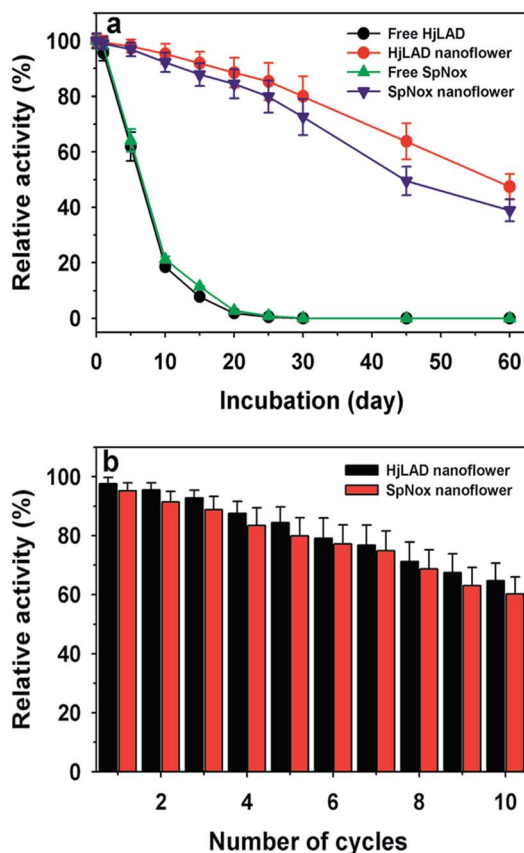 a
Free HjLAD
HjLAD nanoflower
Free SpNox
SpNox nanoflower
Relative activity (%)
100
80
60
40
20
0
0 10 20 30 40 50 60
Incubation (day)
b
HjLAD nanoflower
SpNox nanoflower
Relative activity (%)
100
80
60
40
20
0
2 4 6 8 10
Number of cycles